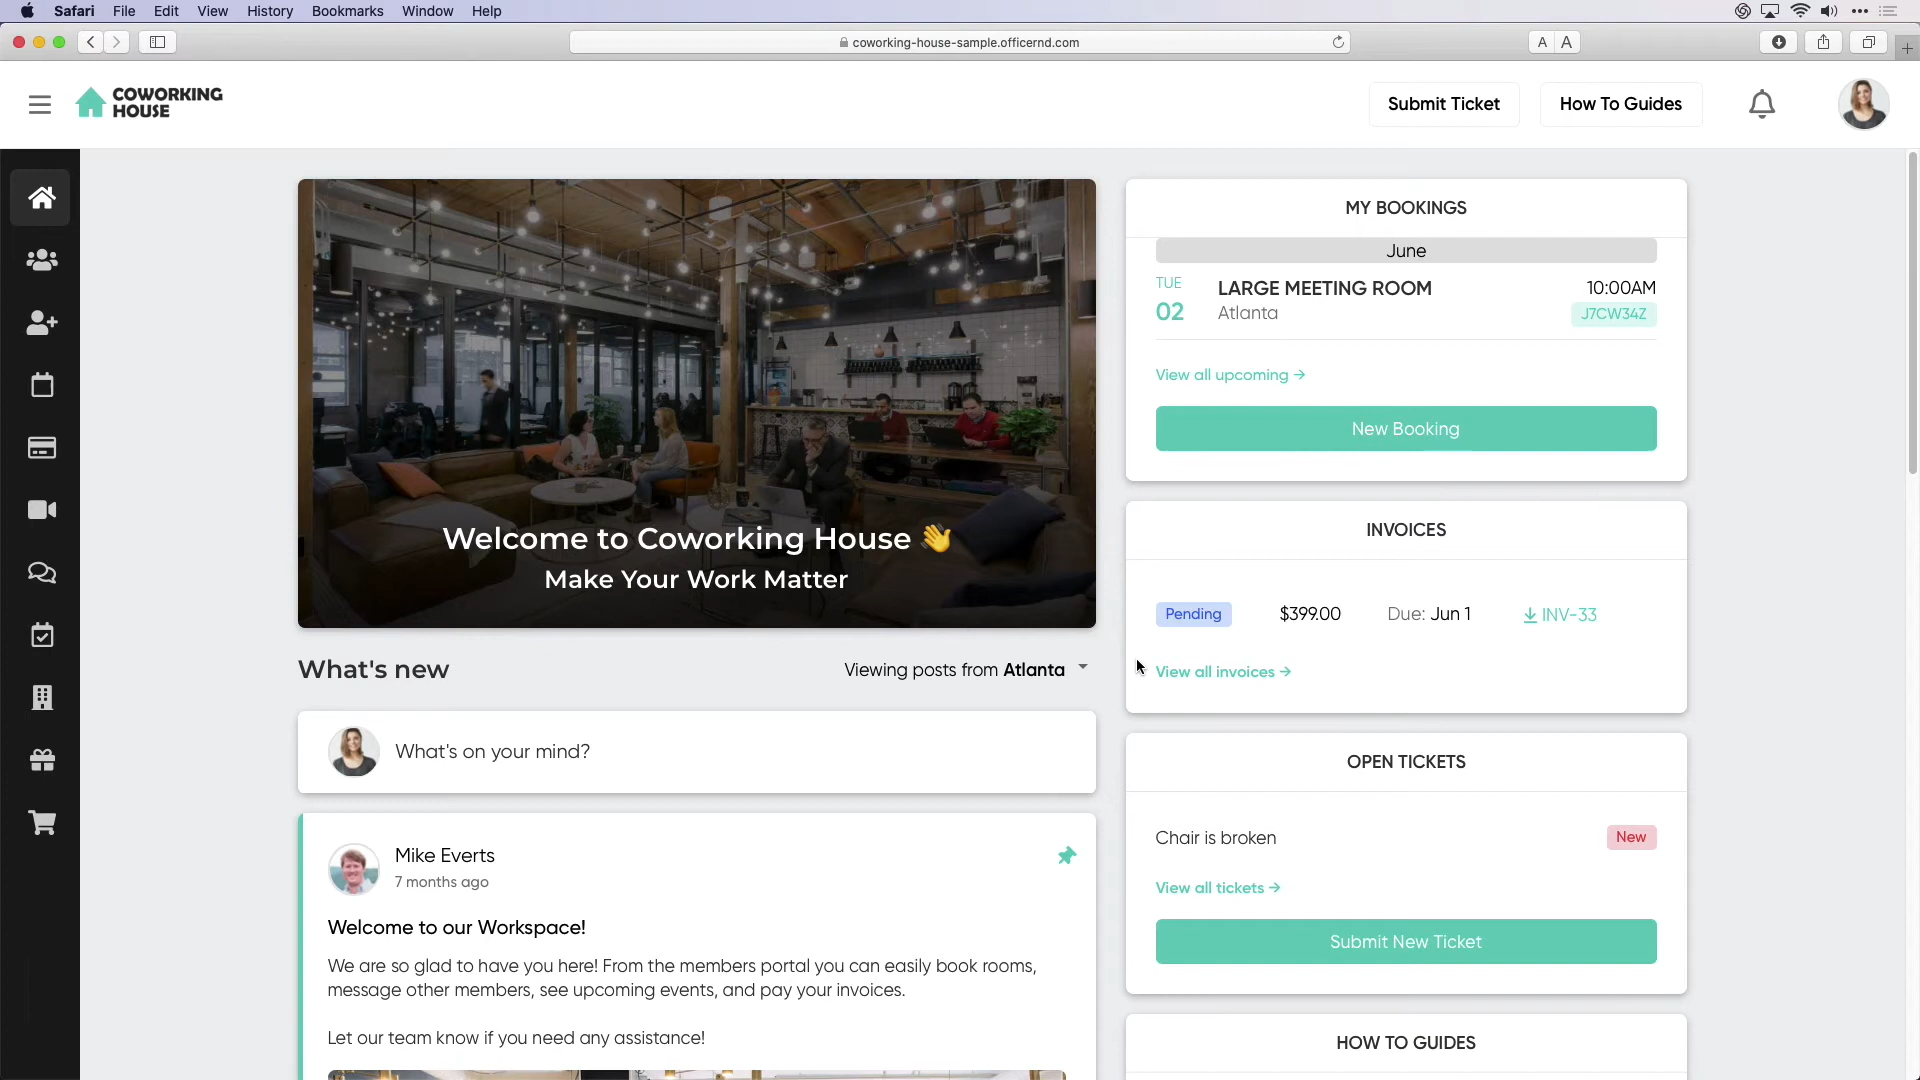 Safari File Edit View History Bookmarks Window Help
coworking-house-sample.officernd.com
A A
COWORKING
HOUSE
Submit Ticket
How To Guides
Welcome to Coworking House 👋
Make Your Work Matter
What's new
Viewing posts from Atlanta
What's on your mind?
Mike Everts
7 months ago
Welcome to our Workspace!
We are so glad to have you here! From the members portal you can easily book rooms,
message other members, see upcoming events, and pay your invoices.
Let our team know if you need any assistance!
MY BOOKINGS
June
TUE
02
LARGE MEETING ROOM
Atlanta
10:00AM
J7CW34Z
View all upcoming →
New Booking
INVOICES
Pending $399.00 Due: Jun 1 INV-33
View all invoices →
OPEN TICKETS
Chair is broken New
View all tickets →
Submit New Ticket
HOW TO GUIDES